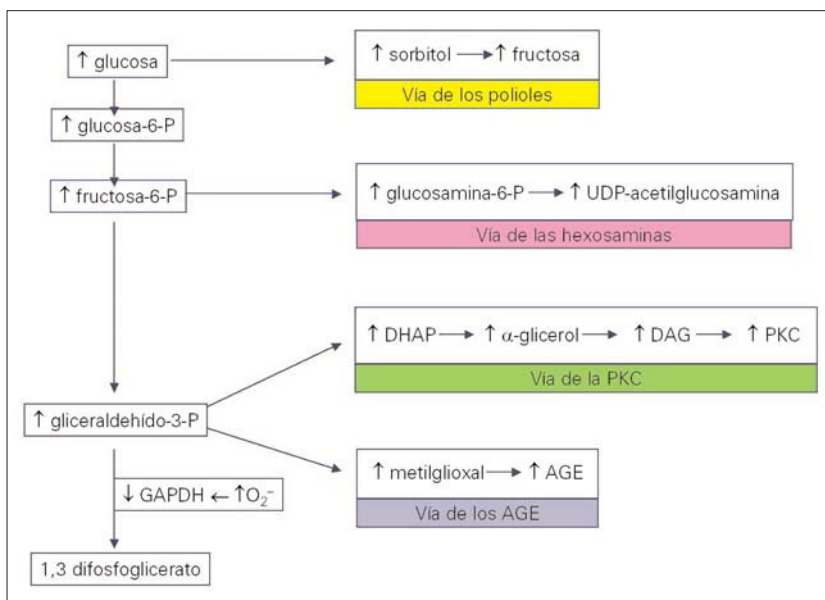 ↑ glucosa
↑ sorbitol → ↑ fructosa
Vía de los polioles
↑ glucosa-6-P
↑ fructosa-6-P
↑ glucosamina-6-P → ↑ UDP-acetilglucosamina
Vía de las hexosaminas
↑ DHAP → ↑ α-glicerol → ↑ DAG → ↑ PKC
Vía de la PKC
↑ gliceraldehído-3-P
↑ metilglioxal → ↑ AGE
Vía de los AGE
↓ GAPDH ← ↑O₂⁻
1,3 difosfoglicerato